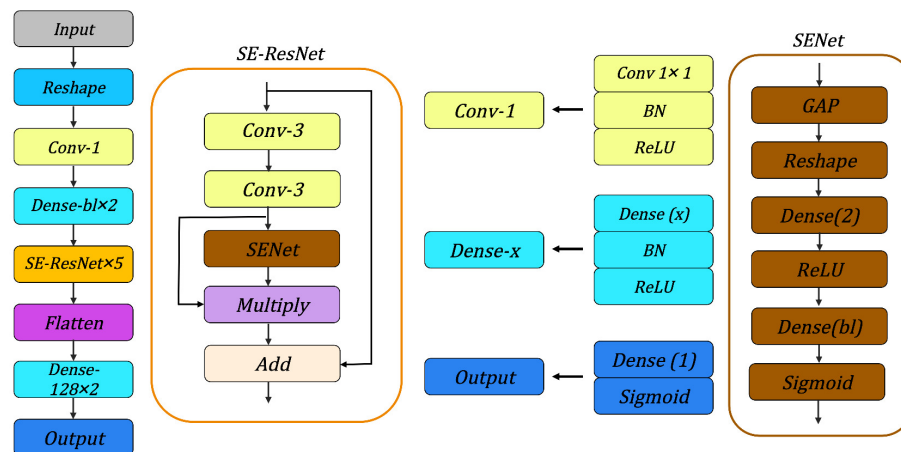 Input
Reshape
Conv-1
Dense-bl×2
SE-ResNet×5
Flatten
Dense-
128×2
Output
SE-ResNet
Conv-3
Conv-3
SENet
Multiply
Add
Conv-1
Conv 1×1
BN
ReLU
Dense-x
Dense (x)
BN
ReLU
Output
Dense (1)
Sigmoid
SENet
GAP
Reshape
Dense(2)
ReLU
Dense(bl)
Sigmoid